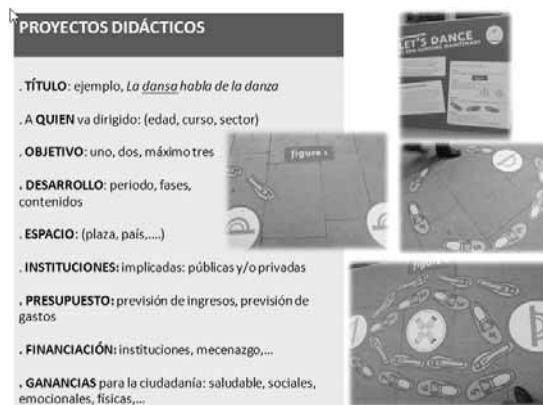 PROYECTOS DIDÁCTICOS
. TÍTULO: ejemplo, La dansa habla de la danza
. A QUIEN va dirigido: (edad, curso, sector)
. OBJETIVO: uno, dos, máximo tres
. DESARROLLO: periodo, fases,
contenidos
. ESPACIO: (plaza, país,....)
. INSTITUCIONES: implicadas: públicas y/o privadas
. PRESUPUESTO: previsión de ingresos, previsión de
gastos
. FINANCIACIÓN: instituciones, mecenazgo,...
. GANANCIAS para la ciudadanía: saludable, sociales,
emocionales, físicas,...
LET'S DANCE
figure 1